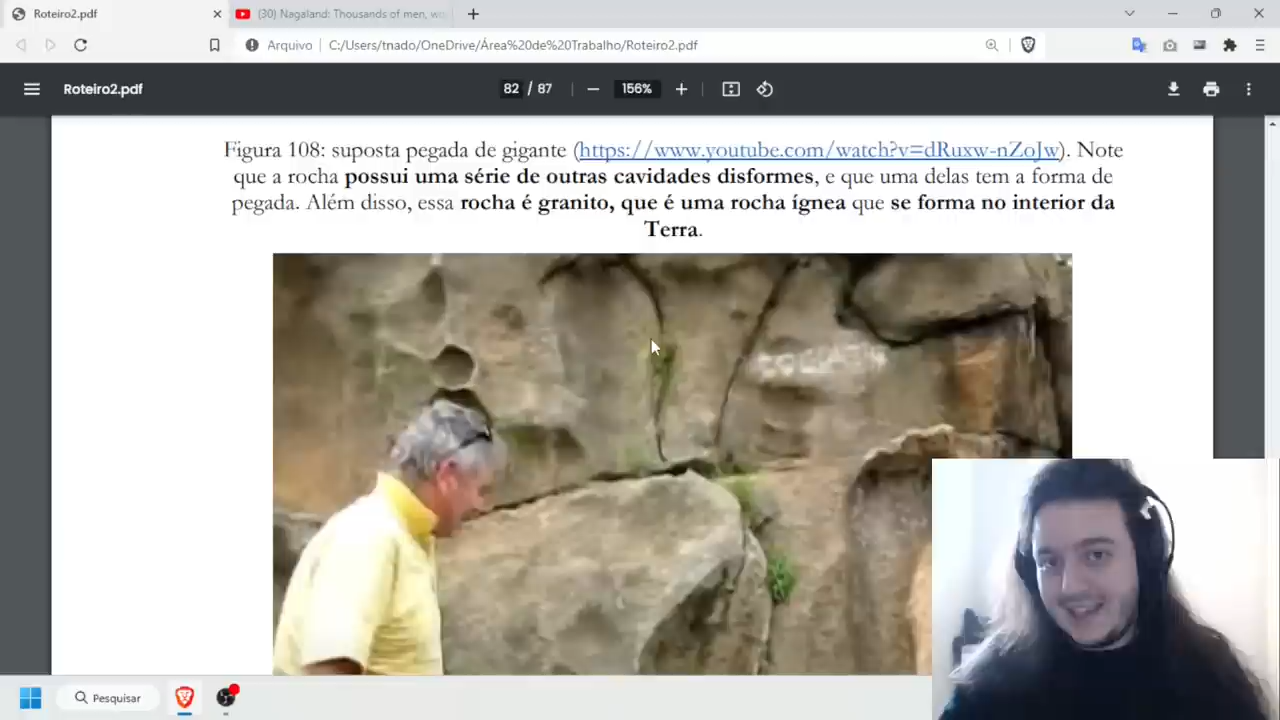 Roteiro2.pdf
(30) Nagaland: Thousands of men, wo
Arquivo
C:/Users/tnado/OneDrive/Área%20de%20Trabalho/Roteiro2.pdf
Roteiro2.pdf
82 / 87
156%
Figura 108: suposta pegada de gigante (https://www.youtube.com/watch?v=dRuxw-nZoJw). Note
que a rocha possui uma série de outras cavidades disformes, e que uma delas tem a forma de
pegada. Além disso, essa rocha é granito, que é uma rocha ígnea que se forma no interior da
Terra.
Pesquisar